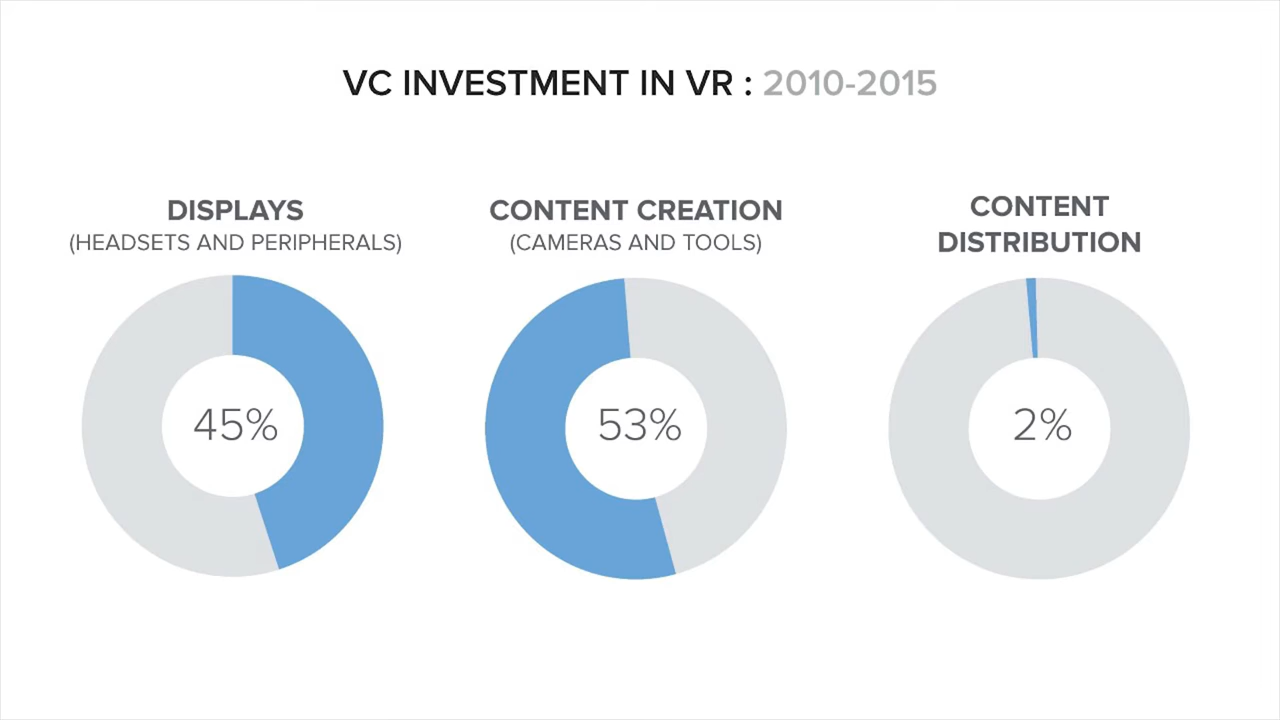 VC INVESTMENT IN VR : 2010-2015
DISPLAYS
(HEADSETS AND PERIPHERALS)
45%
CONTENT CREATION
(CAMERAS AND TOOLS)
53%
CONTENT
DISTRIBUTION
2%